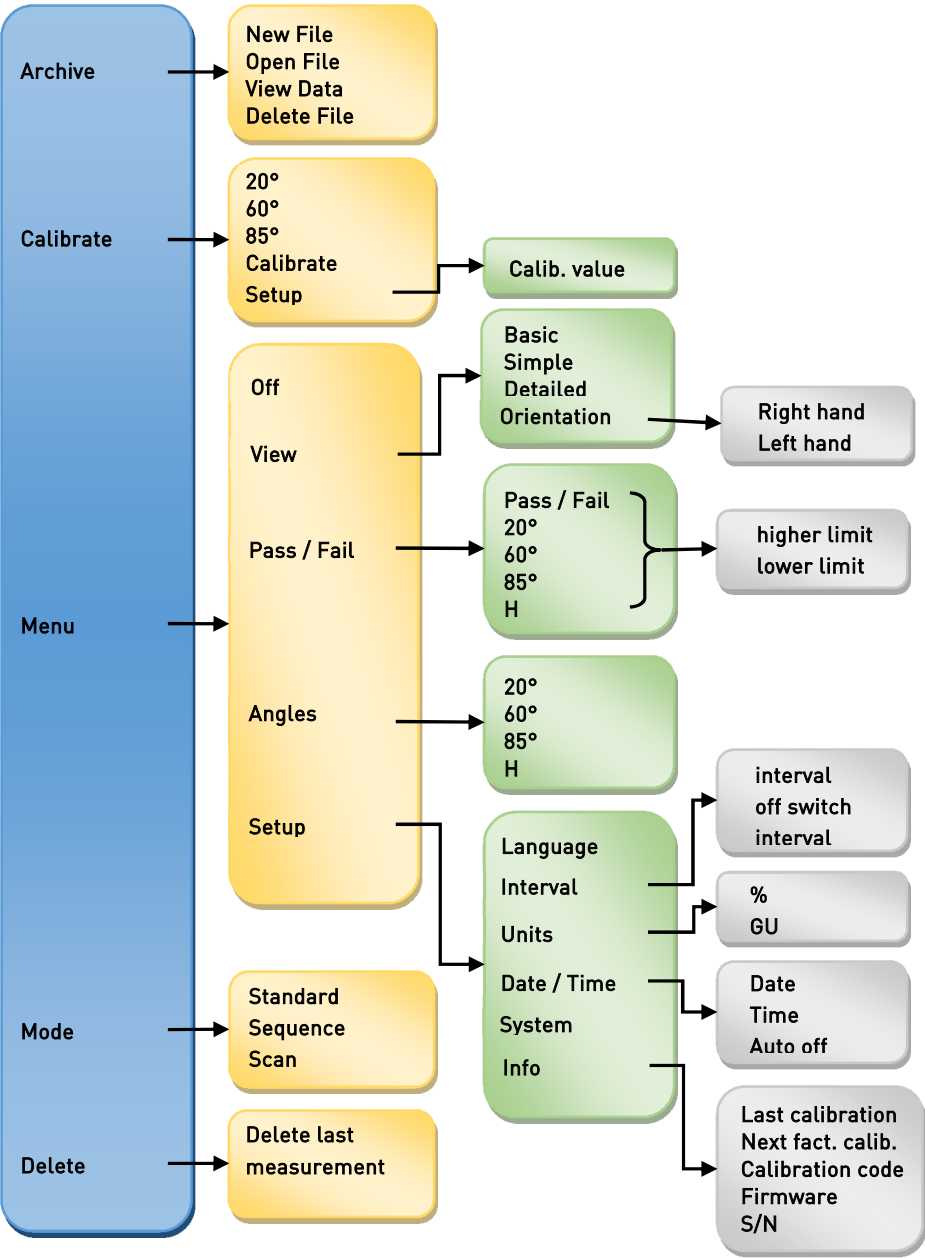 Archive
New File
Open File
View Data
Delete File
Calibrate
20°
60°
85°
Calibrate
Setup
Calib. value
Menu
Off
View
Basic
Simple
Detailed
Orientation
Right hand
Left hand
Pass / Fail
Pass / Fail
20°
60°
85°
H
higher limit
lower limit
Angles
20°
60°
85°
H
Setup
Language
Interval
interval
off switch
interval
Units
%
GU
Date / Time
Date
Time
Auto off
System
Info
Last calibration
Next fact. calib.
Calibration code
Firmware
S/N
Mode
Standard
Sequence
Scan
Delete
Delete last
measurement